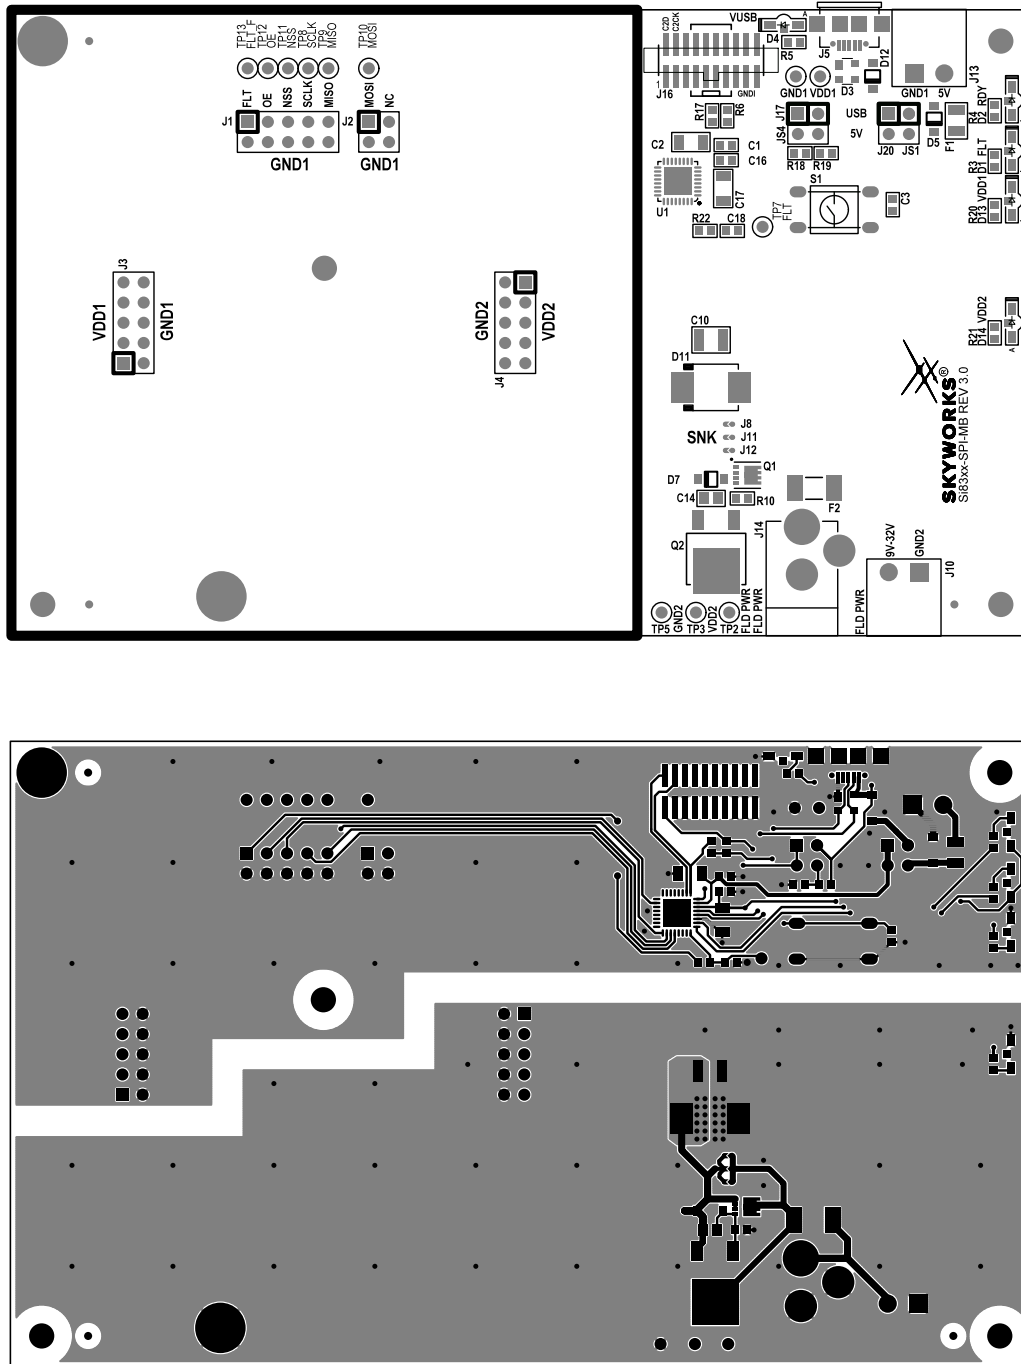 TP13
FLT_F
TP12
OE
TP11
NSS
TP8
SCLK
TP9
MISO
TP10
MOSI
FLT
OE
NSS
SCLK
MISO
MOSI
NC
J1
J2
GND1
GND1
J3
VDD1
GND1
GND2
VDD2
J4
C2D
C2CK
VUSB
A
D4
R5
J5
D12
J13
J16
1
GNDI
GND1
VDD1
D3
GND1
5V
R17
R6
J17
JS4
USB
5V
J20
JS1
D5
F1
R4
D2
RDY
C2
C1
C16
R18
R19
R3
D1
FLT
U1
C17
S1
C3
TP7
FLT
R22
C18
R20
D13
VDD1
C10
R21
D14
VDD2
A
D11
SKYWORKS®
Si83xx-SPI-MB REV 3.0
J8
SNK
J11
J12
Q1
D7
C14
R10
F2
J14
Q2
9V-32V
GND2
J10
FLD PWR
FLD PWR
FLD PWR
TP5
GND2
TP3
VDD2
TP2